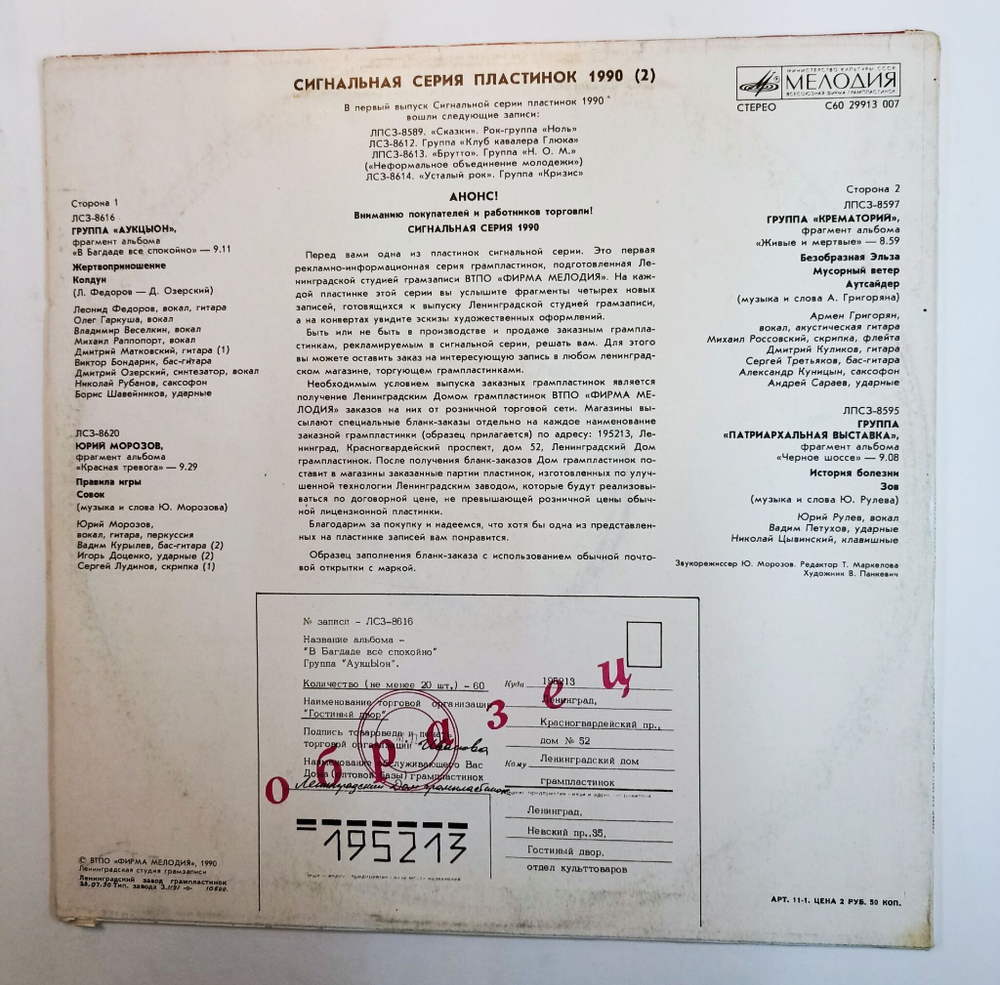 СИГНАЛЬНАЯ СЕРИЯ ПЛАСТИНОК 1990 (2)
МИНИСТЕРСТВО КУЛЬТУРЫ СССР
МЕЛОДИЯ
ВСЕСОЮЗНАЯ ФИРМА ГРАМПЛАСТИНОК
СТЕРЕО С60 29913 007
В первый выпуск Сигнальной серии пластинок 1990
вошли следующие записи:
ЛПСЗ-8589. «Сказки». Рок-группа «Ноль»
ЛСЗ-8612. Группа «Клуб кавалера Глюка»
ЛПСЗ-8613. «Брутто». Группа «Н. О. М.»
(«Неформальное объединение молодежи»)
ЛСЗ-8614. «Усталый рок». Группа «Кризис»
Сторона 1
ЛСЗ-8616
ГРУППА «АУКЦЫОН»,
фрагмент альбома
«В Багдаде все спокойно» — 9.11
Жертвоприношение
Колдун
(Л. Федоров — Д. Озерский)
Леонид Федоров, вокал, гитара
Олег Гаркуша, вокал
Владимир Веселкин, вокал
Михаил Раппопорт, вокал
Дмитрий Матковский, гитара (1)
Виктор Бондарик, бас-гитара
Дмитрий Озерский, синтезатор, вокал
Николай Рубанов, саксофон
Борис Шавейников, ударные
ЛСЗ-8620
ЮРИЙ МОРОЗОВ,
фрагмент альбома
«Красная тревога» — 9.29
Правила игры
Совок
(музыка и слова Ю. Морозова)
Юрий Морозов,
вокал, гитара, перкуссия
Вадим Курылев, бас-гитара (2)
Игорь Доценко, ударные (2)
Сергей Лудинов, скрипка (1)
АНОНС!
Вниманию покупателей и работников торговли!
СИГНАЛЬНАЯ СЕРИЯ 1990
Перед вами одна из пластинок сигнальной серии. Это первая
рекламно-информационная серия грампластинок, подготовленная Ле-
нинградской студией грамзаписи ВТПО «ФИРМА МЕЛОДИЯ». На каж-
дой пластинке этой серии вы услышите фрагменты четырех новых
записей, готовящихся к выпуску Ленинградской студией грамзаписи,
а на конвертах увидите эскизы художественных оформлений.
Быть или не быть в производстве и продаже заказным грампла-
стинкам, рекламируемым в сигнальной серии, решать вам. Для этого
вы можете оставить заказ на интересующую запись в любом ленинград-
ском магазине, торгующем грампластинками.
Необходимым условием выпуска заказных грампластинок является
получение Ленинградским Домом грампластинок ВТПО «ФИРМА МЕ-
ЛОДИЯ» заказов на них от розничной торговой сети. Магазины вы-
сылают специальные бланк-заказы отдельно на каждое наименование
заказной грампластинки (образец прилагается) по адресу: 195213, Ле-
нинград, Красногвардейский проспект, дом 52, Ленинградский Дом
грампластинок. После получения бланк-заказов Дом грампластинок по-
ставит в магазины заказанные партии пластинок, изготовленных по улуч-
шенной технологии Ленинградским заводом, которые будут реализовы-
ваться по договорной цене, не превышающей розничной цены обыч-
ной лицензионной пластинки.
Благодарим за покупку и надеемся, что хотя бы одна из представлен-
ных на пластинке записей вам понравится.
Образец заполнения бланк-заказа с использованием обычной почто-
вой открытки с маркой.
Сторона 2
ЛПСЗ-8597
ГРУППА «КРЕМАТОРИЙ»,
фрагмент альбома
«Живые и мертвые» — 8.59
Безобразная Эльза
Мусорный ветер
Аутсайдер
(музыка и слова А. Григоряна)
Армен Григорян,
вокал, акустическая гитара
Михаил Россовский, скрипка, флейта
Дмитрий Куликов, гитара
Сергей Третьяков, бас-гитара
Александр Куницын, саксофон
Андрей Сараев, ударные
ЛПСЗ-8595
ГРУППА
«ПАТРИАРХАЛЬНАЯ ВЫСТАВКА»,
фрагмент альбома
«Черное шоссе» — 9.08
История болезни
Зов
(музыка и слова Ю. Рулева)
Юрий Рулев, вокал
Вадим Петухов, ударные
Николай Цывинский, клавишные
Звукорежиссер Ю. Морозов. Редактор Т. Маркелова
Художник В. Панкевич
№ записи - ЛСЗ-8616
Название альбома -
"В Багдаде всё спокойно"
Группа "АукцЫон".
Количество (не менее 20 шт.) - 60
Наименование торговой организации
"Гостиный двор"
Подпись товароведа и печать
торговой организации Иванова
Наименование обслуживающего Вас
Дома (оптовой базы) грампластинок
Ленинградский Дом грампластинок
образец
195213
Куда 195213
Ленинград,
Красногвардейский пр.,
дом № 52
Кому Ленинградский дом
грампластинок
Ленинград,
Невский пр.,35,
Гостиный двор,
отдел культтоваров
© ВТПО «ФИРМА МЕЛОДИЯ», 1990
Ленинградская студия грамзаписи
Ленинградский завод грампластинок
Тип. завода
АРТ. 11-1. ЦЕНА 2 РУБ. 50 КОП.